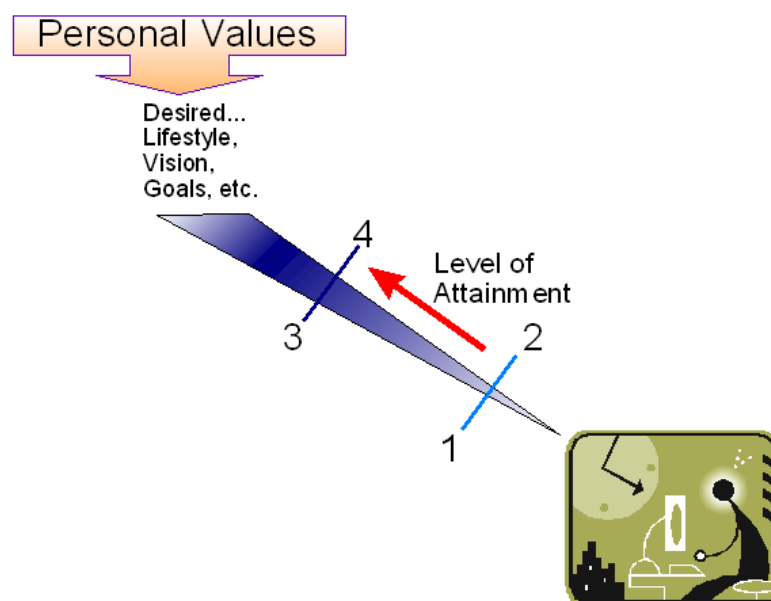 Personal Values
Desired...
Lifestyle,
Vision,
Goals, etc.
4
Level of
Attainment
3
2
1